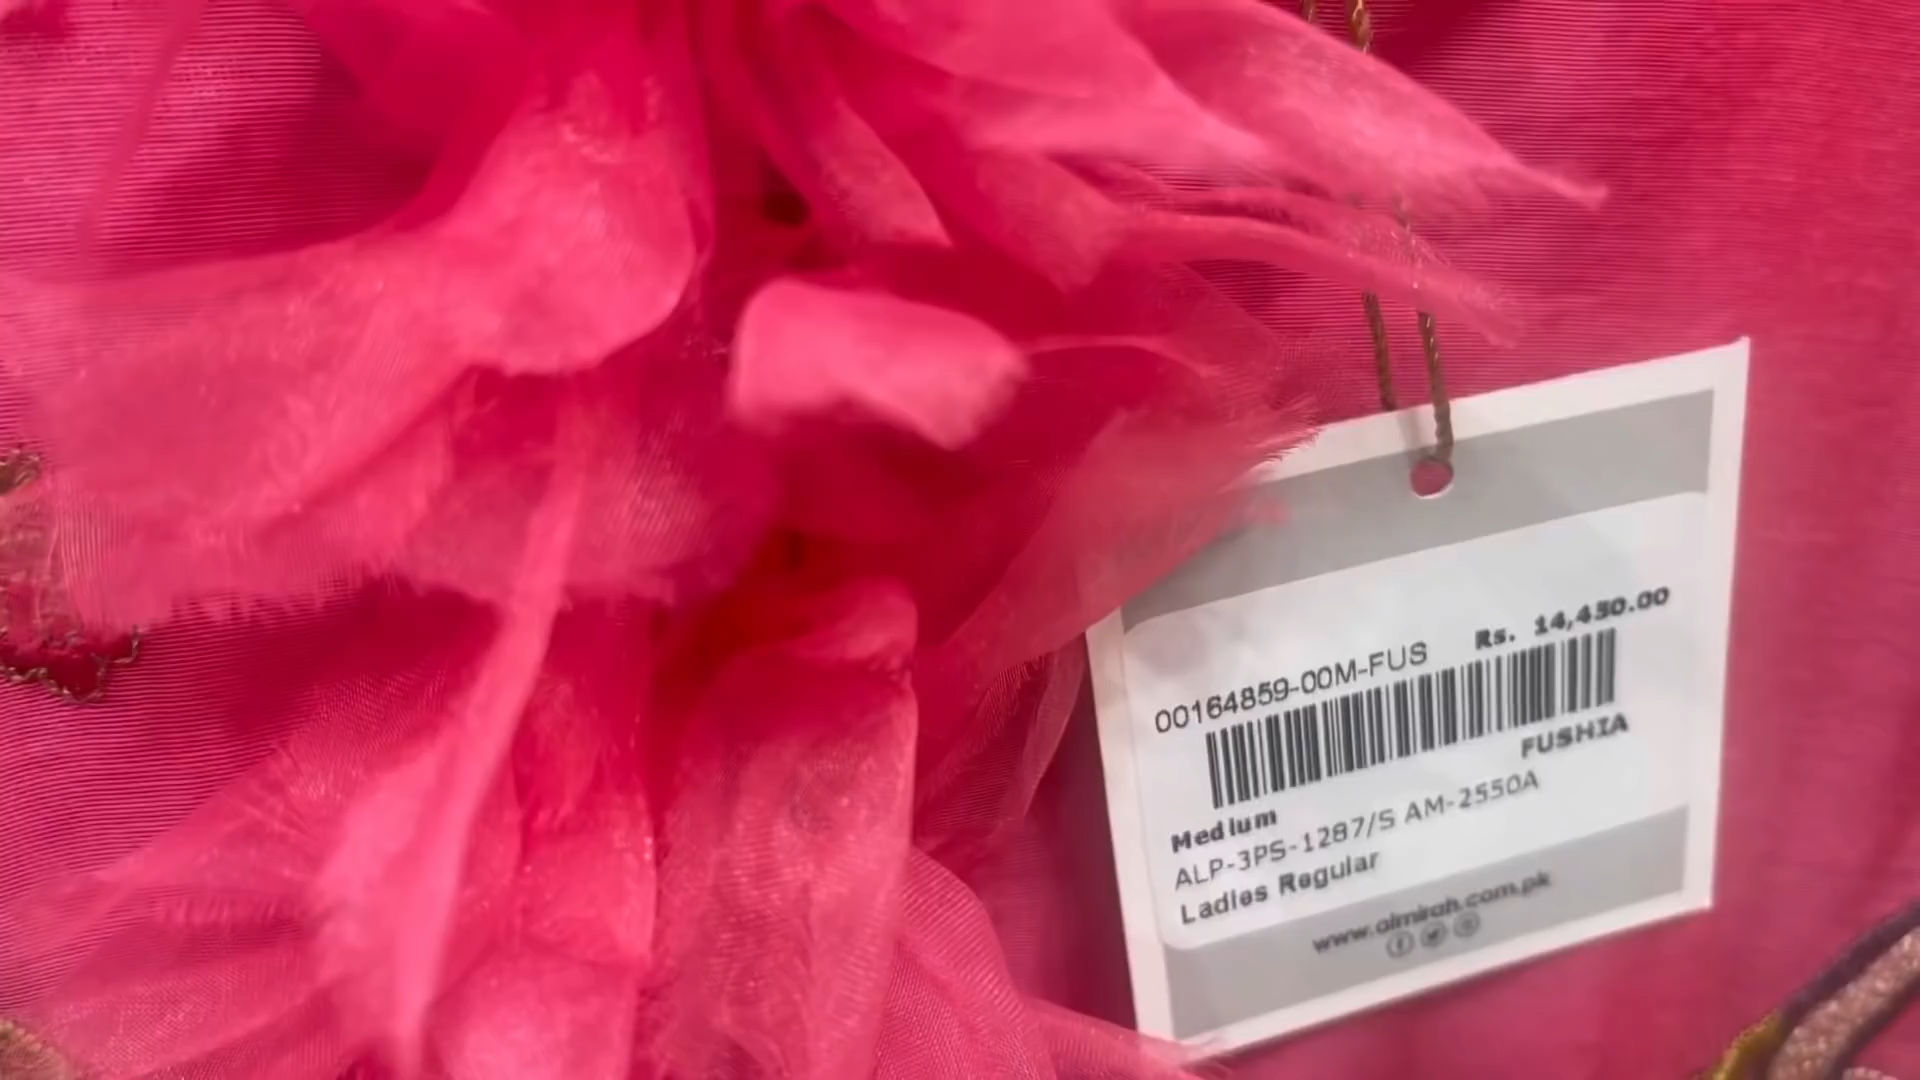 00164859-00M-FUS Rs. 14,450.00
FUSHIA
Medium
ALP-3PS-1287/S AM-2550A
Ladies Regular
www.almirah.com.pk